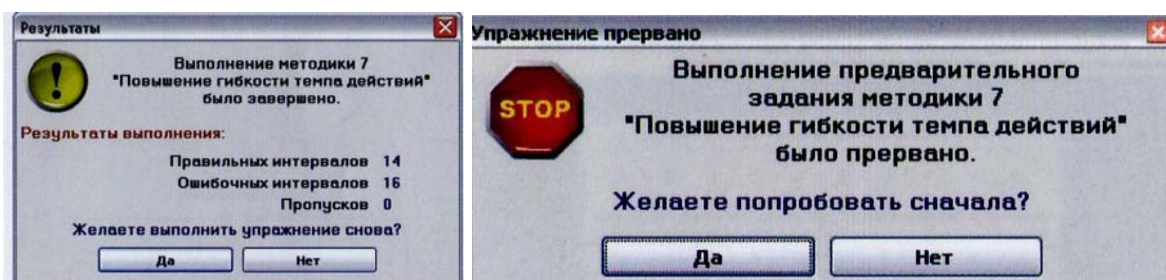 Результаты
Выполнение методики 7
"Повышение гибкости темпа действий"
было завершено.
Результаты выполнения:
Правильных интервалов 14
Ошибочных интервалов 16
Пропусков 0
Желаете выполнить упражнение снова?
Да Нет
Упражнение прервано
STOP
Выполнение предварительного
задания методики 7
"Повышение гибкости темпа действий"
было прервано.
Желаете попробовать сначала?
Да Нет